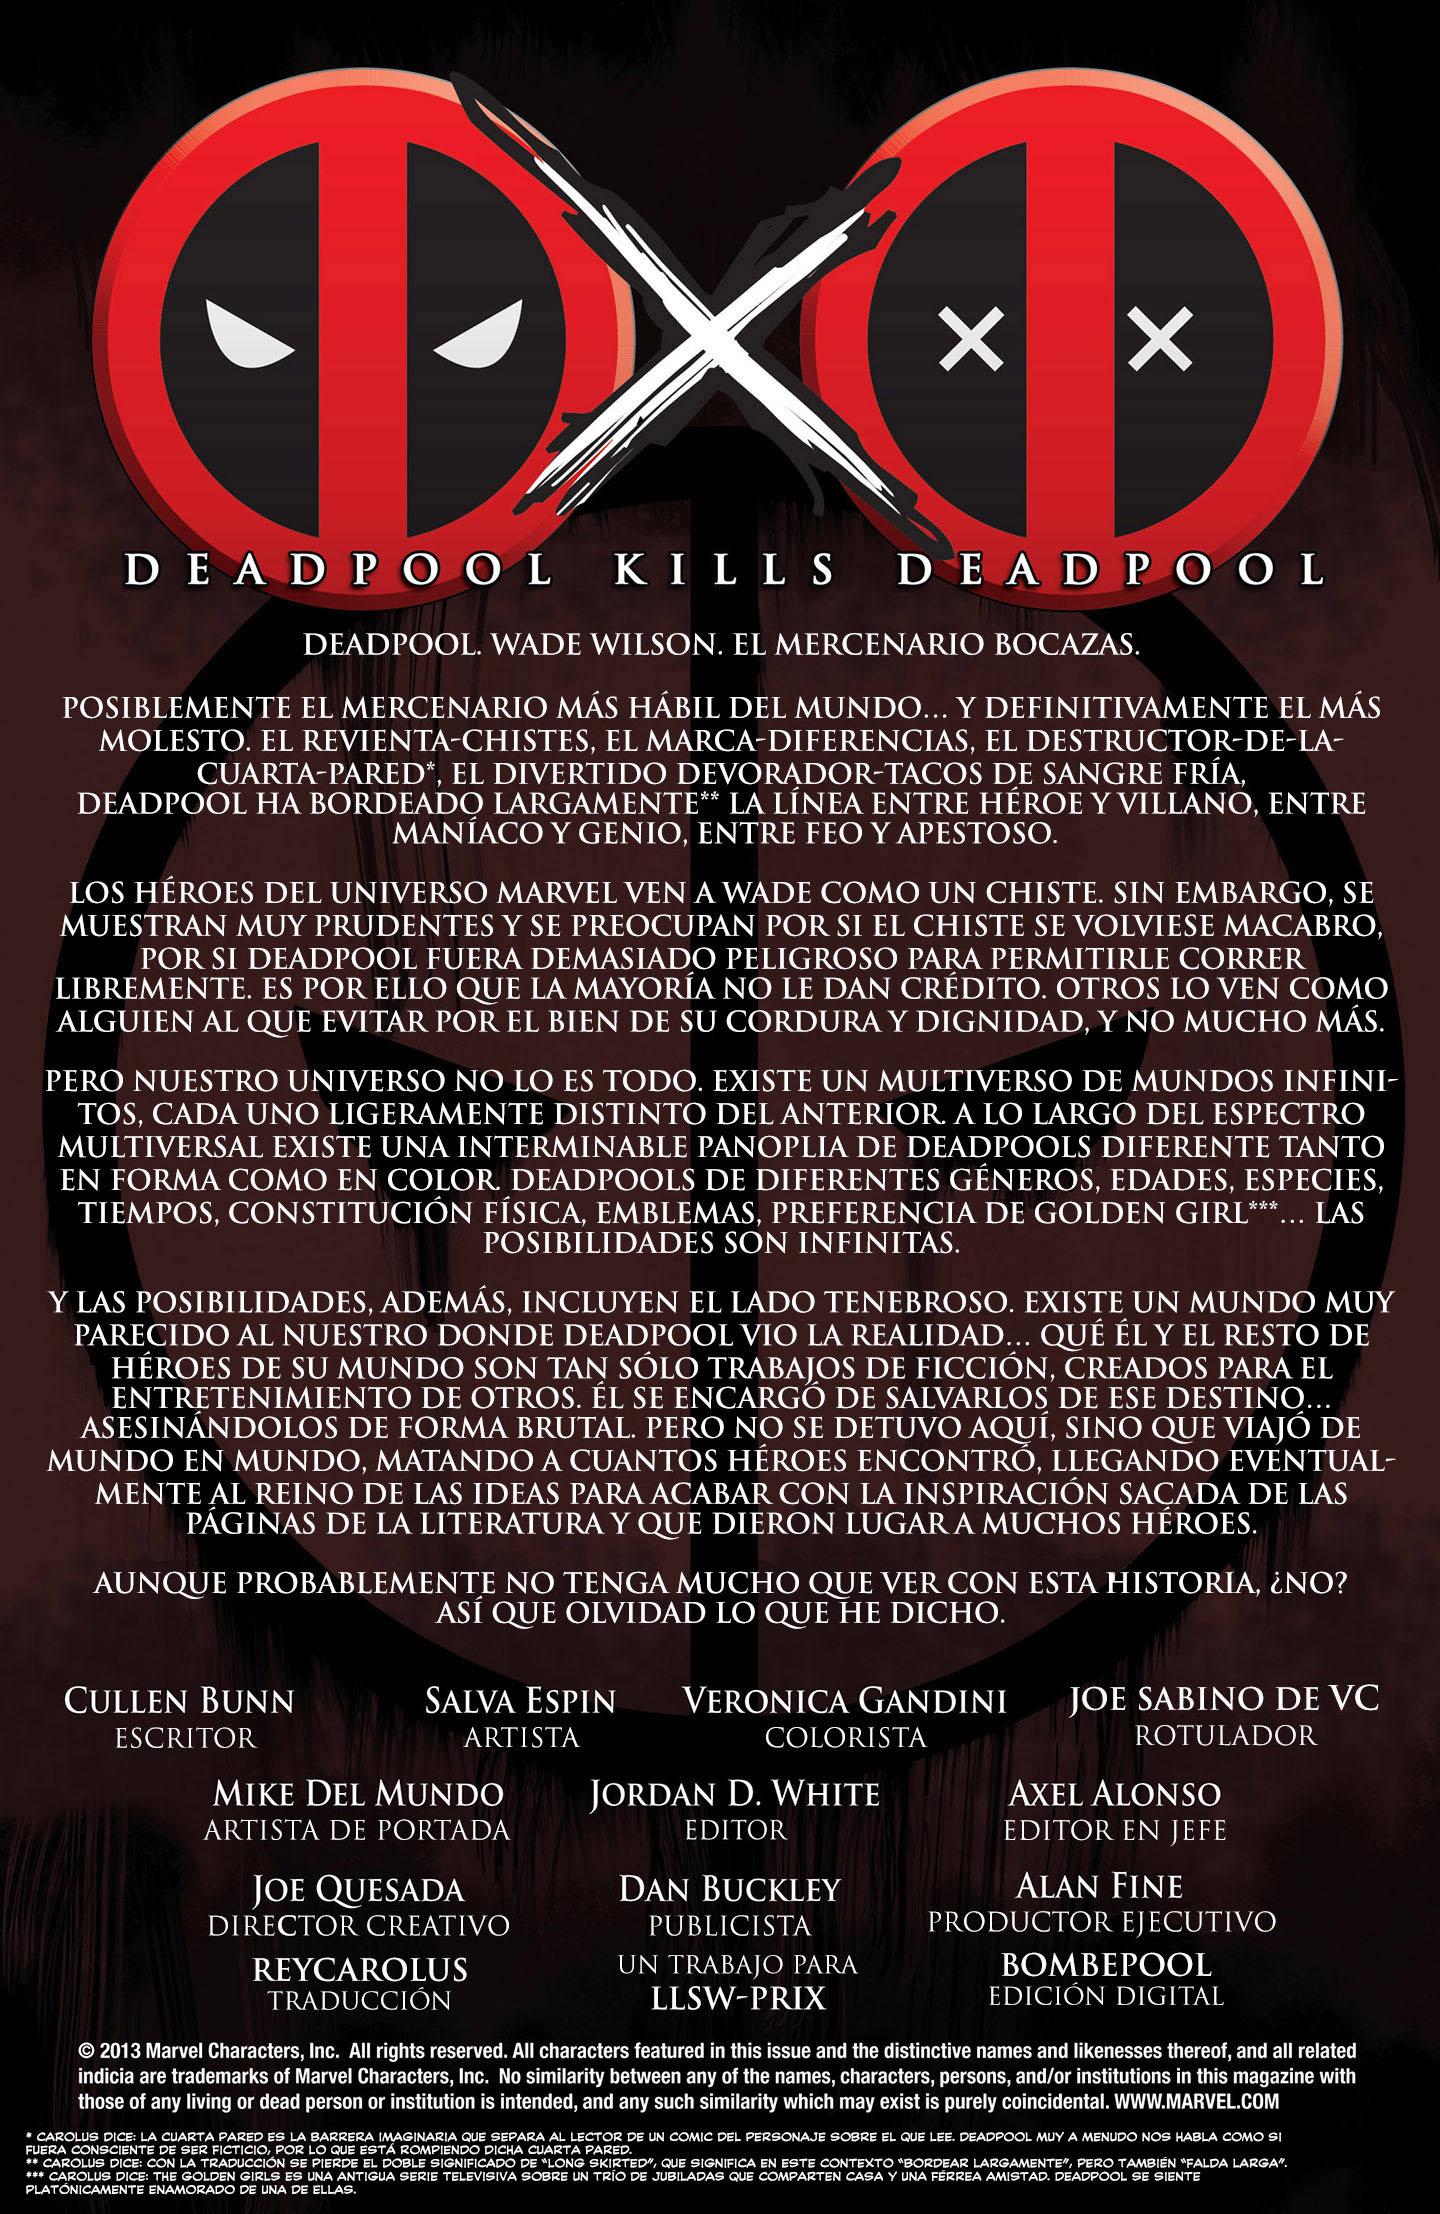 DEADPOOL KILLS DEADPOOL
DEADPOOL. WADE WILSON. EL MERCENARIO BOCAZAS.
POSIBLEMENTE EL MERCENARIO MÁS HÁBIL DEL MUNDO... Y DEFINITIVAMENTE EL MÁS
MOLESTO. EL REVIENTA-CHISTES, EL MARCA-DIFERENCIAS, EL DESTRUCTOR-DE-LA-
CUARTA-PARED*, EL DIVERTIDO DEVORADOR-TACOS DE SANGRE FRÍA,
DEADPOOL HA BORDEADO LARGAMENTE** LA LÍNEA ENTRE HÉROE Y VILLANO, ENTRE
MANÍACO Y GENIO, ENTRE FEO Y APESTOSO.
LOS HÉROES DEL UNIVERSO MARVEL VEN A WADE COMO UN CHISTE. SIN EMBARGO, SE
MUESTRAN MUY PRUDENTES Y SE PREOCUPAN POR SI EL CHISTE SE VOLVIESE MACABRO,
POR SI DEADPOOL FUERA DEMASIADO PELIGROSO PARA PERMITIRLE CORRER
LIBREMENTE. ES POR ELLO QUE LA MAYORÍA NO LE DAN CRÉDITO. OTROS LO VEN COMO
ALGUIEN AL QUE EVITAR POR EL BIEN DE SU CORDURA Y DIGNIDAD, Y NO MUCHO MÁS.
PERO NUESTRO UNIVERSO NO LO ES TODO. EXISTE UN MULTIVERSO DE MUNDOS INFINI-
TOS, CADA UNO LIGERAMENTE DISTINTO DEL ANTERIOR. A LO LARGO DEL ESPECTRO
MULTIVERSAL EXISTE UNA INTERMINABLE PANOPLIA DE DEADPOOLS DIFERENTE TANTO
EN FORMA COMO EN COLOR. DEADPOOLS DE DIFERENTES GÉNEROS, EDADES, ESPECIES,
TIEMPOS, CONSTITUCIÓN FÍSICA, EMBLEMAS, PREFERENCIA DE GOLDEN GIRL***... LAS
POSIBILIDADES SON INFINITAS.
Y LAS POSIBILIDADES, ADEMÁS, INCLUYEN EL LADO TENEBROSO. EXISTE UN MUNDO MUY
PARECIDO AL NUESTRO DONDE DEADPOOL VIO LA REALIDAD... QUÉ ÉL Y EL RESTO DE
HÉROES DE SU MUNDO SON TAN SÓLO TRABAJOS DE FICCIÓN, CREADOS PARA EL
ENTRETENIMIENTO DE OTROS. ÉL SE ENCARGÓ DE SALVARLOS DE ESE DESTINO...
ASESINÁNDOLOS DE FORMA BRUTAL. PERO NO SE DETUVO AQUÍ, SINO QUE VIAJÓ DE
MUNDO EN MUNDO, MATANDO A CUANTOS HÉROES ENCONTRÓ, LLEGANDO EVENTUAL-
MENTE AL REINO DE LAS IDEAS PARA ACABAR CON LA INSPIRACIÓN SACADA DE LAS
PÁGINAS DE LA LITERATURA Y QUE DIERON LUGAR A MUCHOS HÉROES.
AUNQUE PROBABLEMENTE NO TENGA MUCHO QUE VER CON ESTA HISTORIA, ¿NO?
ASÍ QUE OLVIDAD LO QUE HE DICHO.
CULLEN BUNN
ESCRITOR
SALVA ESPIN
ARTISTA
VERONICA GANDINI
COLORISTA
JOE SABINO DE VC
ROTULADOR
MIKE DEL MUNDO
ARTISTA DE PORTADA
JORDAN D. WHITE
EDITOR
AXEL ALONSO
EDITOR EN JEFE
JOE QUESADA
DIRECTOR CREATIVO
DAN BUCKLEY
PUBLICISTA
ALAN FINE
PRODUCTOR EJECUTIVO
REYCAROLUS
TRADUCCIÓN
UN TRABAJO PARA
LLSW-PRIX
BOMBEPOOL
EDICIÓN DIGITAL
© 2013 Marvel Characters, Inc. All rights reserved. All characters featured in this issue and the distinctive names and likenesses thereof, and all related
indicia are trademarks of Marvel Characters, Inc. No similarity between any of the names, characters, persons, and/or institutions in this magazine with
those of any living or dead person or institution is intended, and any such similarity which may exist is purely coincidental. WWW.MARVEL.COM
* CAROLUS DICE: LA CUARTA PARED ES LA BARRERA IMAGINARIA QUE SEPARA AL LECTOR DE UN COMIC DEL PERSONAJE SOBRE EL QUE LEE. DEADPOOL MUY A MENUDO NOS HABLA COMO SI
FUERA CONSCIENTE DE SER FICTICIO, POR LO QUE ESTÁ ROMPIENDO DICHA CUARTA PARED.
** CAROLUS DICE: CON LA TRADUCCIÓN SE PIERDE EL DOBLE SIGNIFICADO DE "LONG SKIRTED", QUE SIGNIFICA EN ESTE CONTEXTO "BORDEAR LARGAMENTE", PERO TAMBIÉN "FALDA LARGA".
*** CAROLUS DICE: THE GOLDEN GIRLS ES UNA ANTIGUA SERIE TELEVISIVA SOBRE UN TRÍO DE JUBILADAS QUE COMPARTEN CASA Y UNA FÉRREA AMISTAD. DEADPOOL SE SIENTE
PLATÓNICAMENTE ENAMORADO DE UNA DE ELLAS.